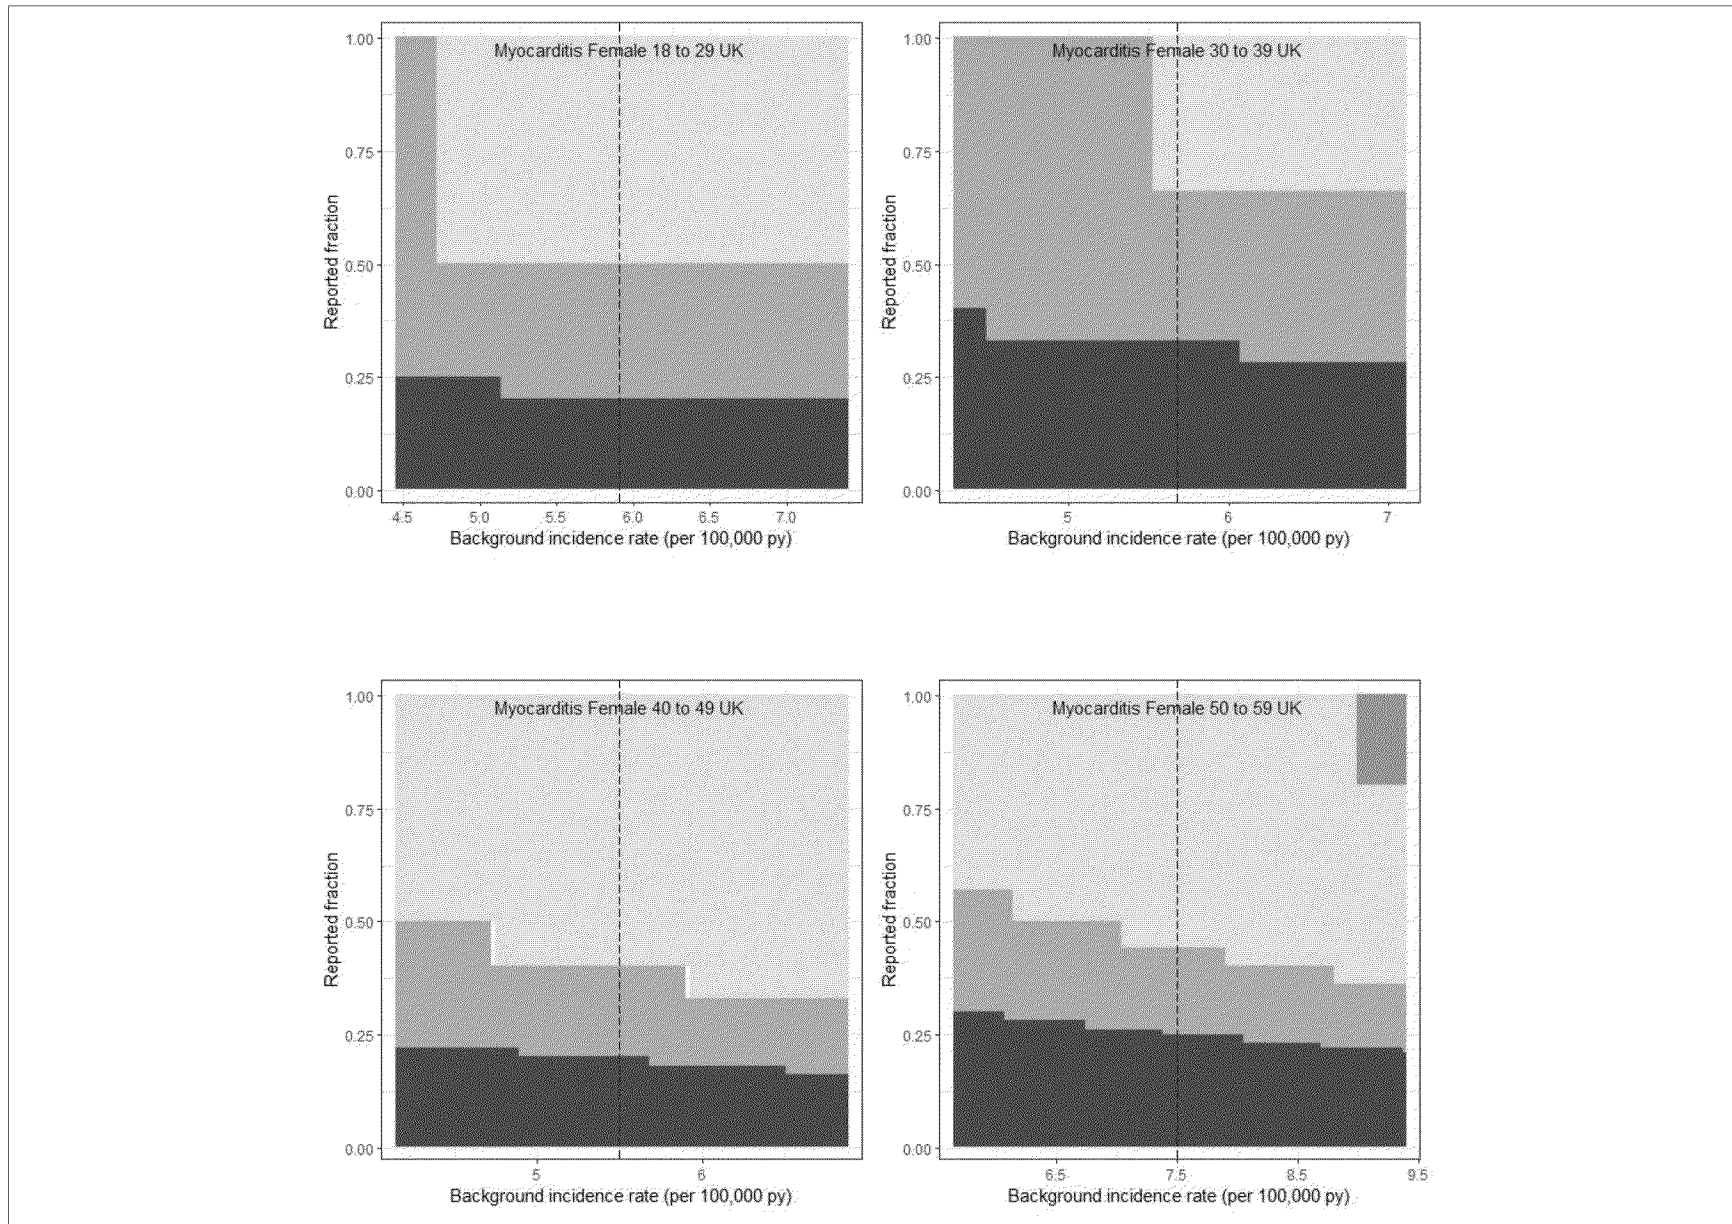 Myocarditis Female 18 to 29 UK
1.00
0.75
0.50
0.25
0.00
Reported fraction
4.5 5.0 5.5 6.0 6.5 7.0
Background incidence rate (per 100,000 py)
Myocarditis Female 30 to 39 UK
1.00
0.75
0.50
0.25
0.00
Reported fraction
5 6 7
Background incidence rate (per 100,000 py)
Myocarditis Female 40 to 49 UK
1.00
0.75
0.50
0.25
0.00
Reported fraction
5 6
Background incidence rate (per 100,000 py)
Myocarditis Female 50 to 59 UK
1.00
0.75
0.50
0.25
0.00
Reported fraction
6.5 7.5 8.5 9.5
Background incidence rate (per 100,000 py)